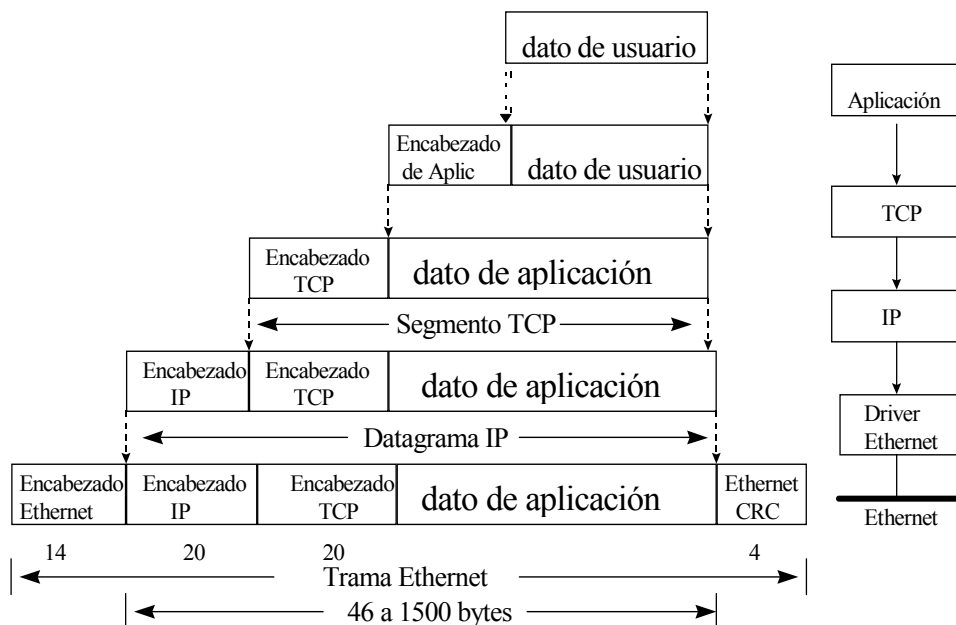 dato de usuario
Encabezado
de Aplic
dato de usuario
Encabezado
TCP
dato de aplicación
Segmento TCP
Encabezado
IP
Encabezado
TCP
dato de aplicación
Datagrama IP
Encabezado
Ethernet
Encabezado
IP
Encabezado
TCP
dato de aplicación
Ethernet
CRC
14
20
20
4
Trama Ethernet
46 a 1500 bytes
Aplicación
TCP
IP
Driver
Ethernet
Ethernet